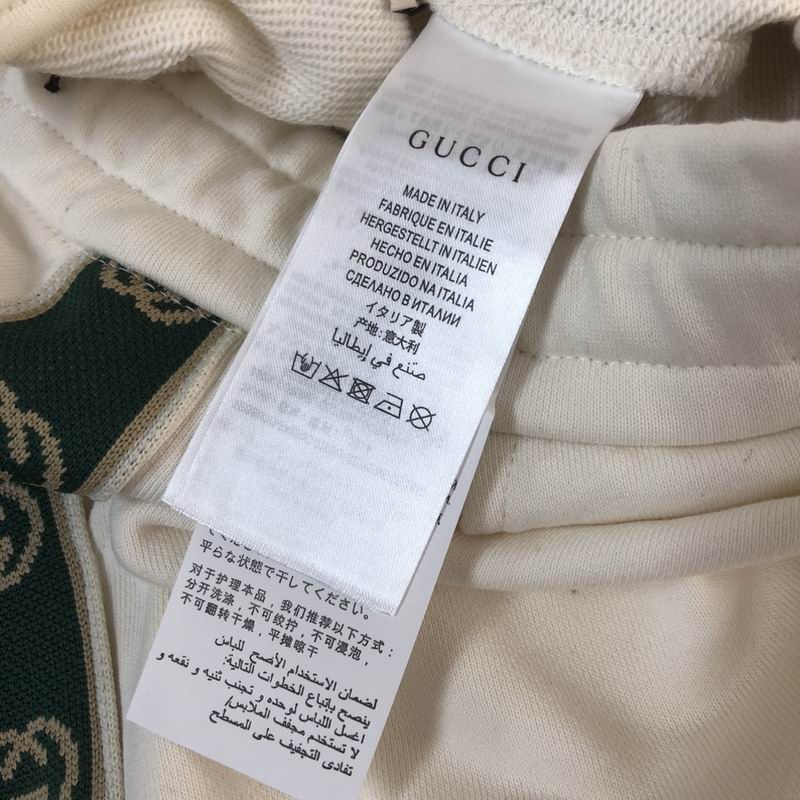 GUCCI
MADE IN ITALY
FABRIQUE EN ITALIE
HERGESTELLT IN ITALIEN
HECHO EN ITALIA
PRODUZIDO NA ITALIA
СДЕЛАНО В ИТАЛИИ
イタリア製
产地:意大利
صنع في إيطاليا
平らな状態で干してください。
对于护理本品，我们推荐以下方式：
分开洗涤，不可绞拧，不可浸泡，
不可翻转干燥，平摊晾干
لضمان الاستخدام الأصح للباس
ينصح بإتباع الخطوات التالية:
اغسل اللباس لوحده و تجنب ثنيه و نقعه و
لا تستخدم مجفف الملابس/
تفادى التجفيف على المسطح